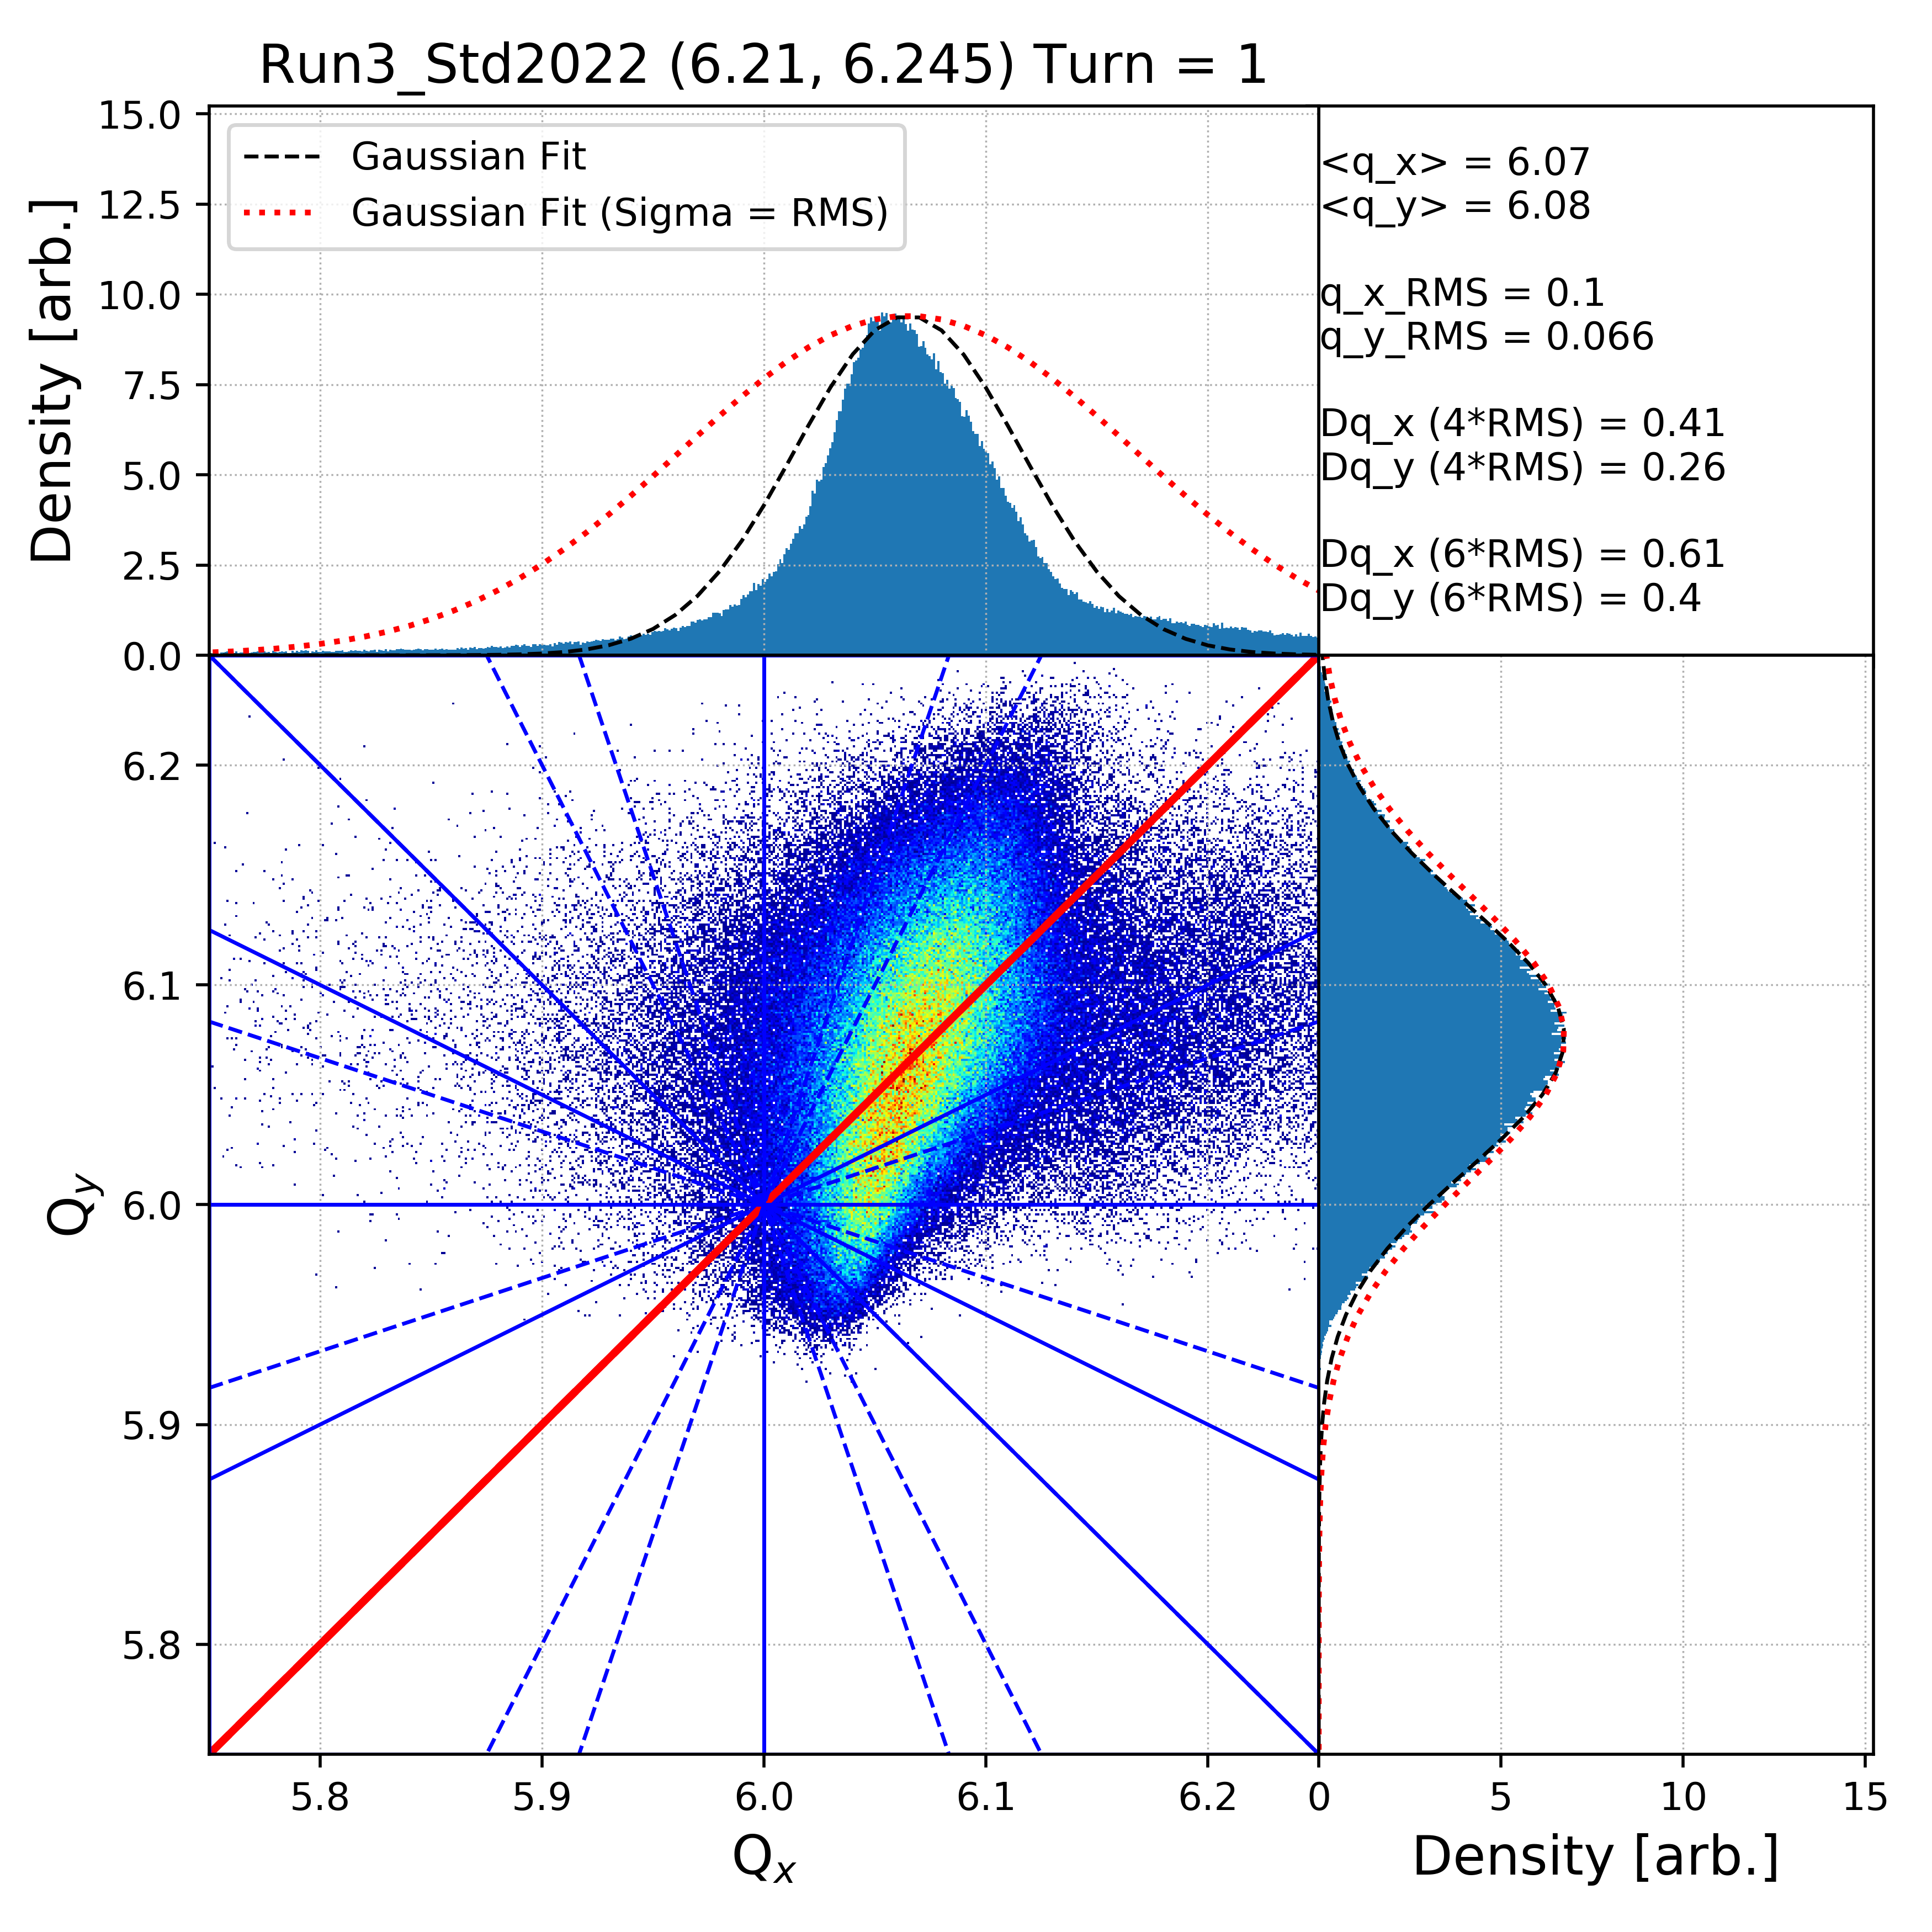 Run3_Std2022 (6.21, 6.245) Turn = 1
15.0
12.5
10.0
7.5
5.0
2.5
0.0
Density [arb.]
Gaussian Fit
Gaussian Fit (Sigma = RMS)
<q_x> = 6.07
<q_y> = 6.08
q_x_RMS = 0.1
q_y_RMS = 0.066
Dq_x (4*RMS) = 0.41
Dq_y (4*RMS) = 0.26
Dq_x (6*RMS) = 0.61
Dq_y (6*RMS) = 0.4
6.2
6.1
6.0
5.9
5.8
Qy
5.8 5.9 6.0 6.1 6.2
Qx
0 5 10 15
Density [arb.]